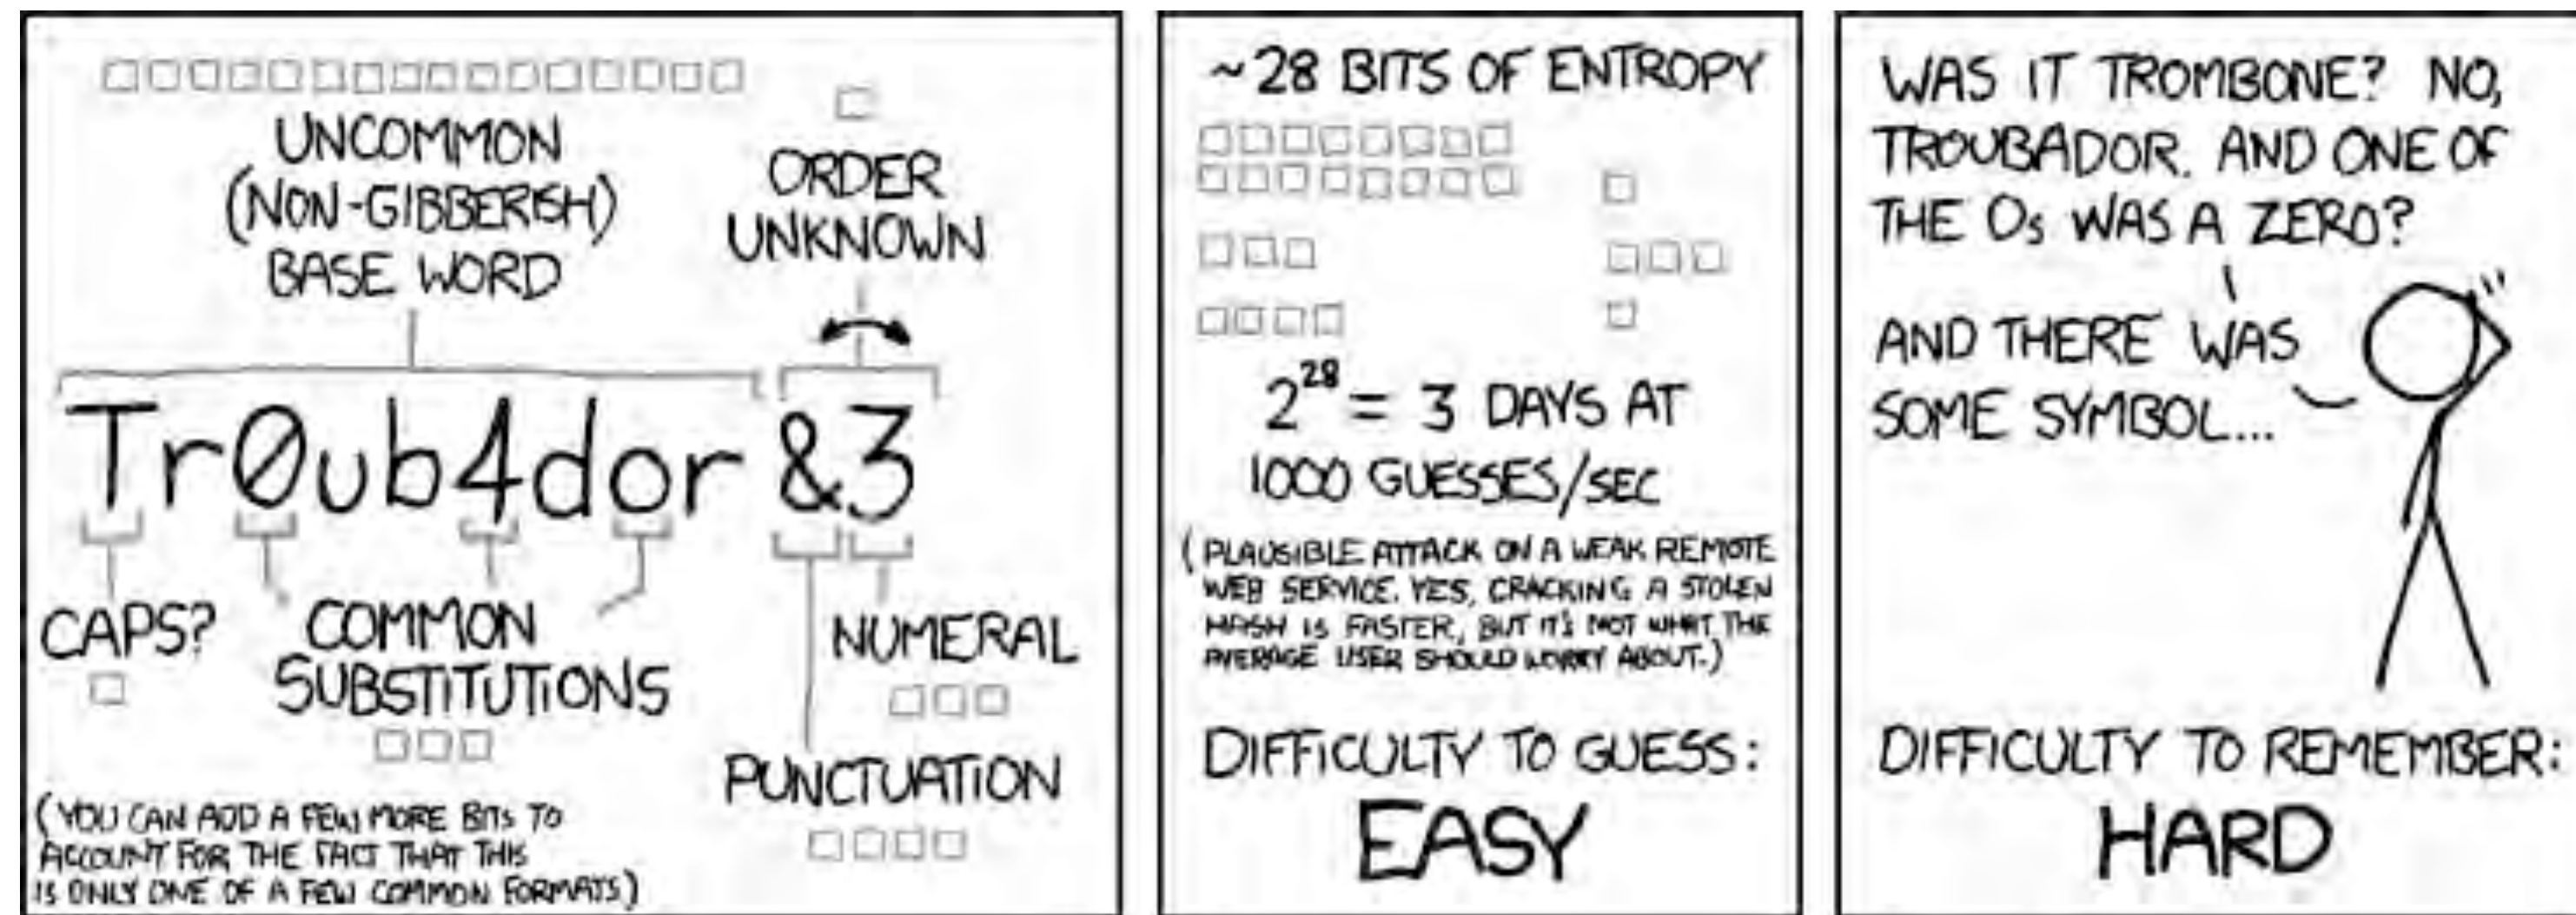 UNCOMMON
(NON-GIBBERISH)
BASE WORD
ORDER
UNKNOWN
Tr0ub4dor &3
CAPS?
COMMON
SUBSTITUTIONS
NUMERAL
PUNCTUATION
(YOU CAN ADD A FEW MORE BITS TO
ACCOUNT FOR THE FACT THAT THIS
IS ONLY ONE OF A FEW COMMON FORMATS.)
~28 BITS OF ENTROPY
2^28 = 3 DAYS AT
1000 GUESSES/SEC
(PLAUSIBLE ATTACK ON A WEAK REMOTE
WEB SERVICE. YES, CRACKING A STOLEN
HASH IS FASTER, BUT IT'S NOT WHAT THE
AVERAGE USER SHOULD WORRY ABOUT.)
DIFFICULTY TO GUESS:
EASY
WAS IT TROMBONE? NO,
TROUBADOR. AND ONE OF
THE Os WAS A ZERO?
AND THERE WAS
SOME SYMBOL...
DIFFICULTY TO REMEMBER:
HARD